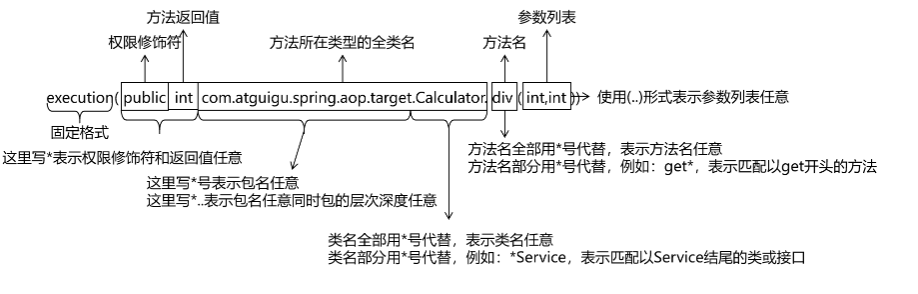 方法返回值
参数列表
权限修饰符
方法所在类型的全类名
方法名
execution(public int com.atguigu.spring.aop.target.Calculator.div(int,int))
使用(..)形式表示参数列表任意
固定格式
这里写*表示权限修饰符和返回值任意
方法名全部用*号代替，表示方法名任意
方法名部分用*号代替，例如：get*，表示匹配以get开头的方法
这里写*号表示包名任意
这里写*..表示包名任意同时包的层次深度任意
类名全部用*号代替，表示类名任意
类名部分用*号代替，例如：*Service，表示匹配以Service结尾的类或接口